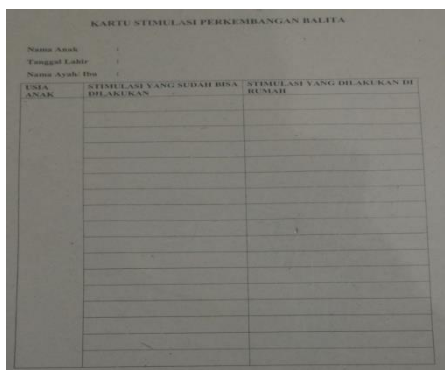 KARTU STIMULASI PERKEMBANGAN BALITA
Nama Anak :
Tanggal Lahir :
Nama Ayah/ Ibu :
USIA ANAK
STIMULASI YANG SUDAH BISA DILAKUKAN
STIMULASI YANG DILAKUKAN DI RUMAH